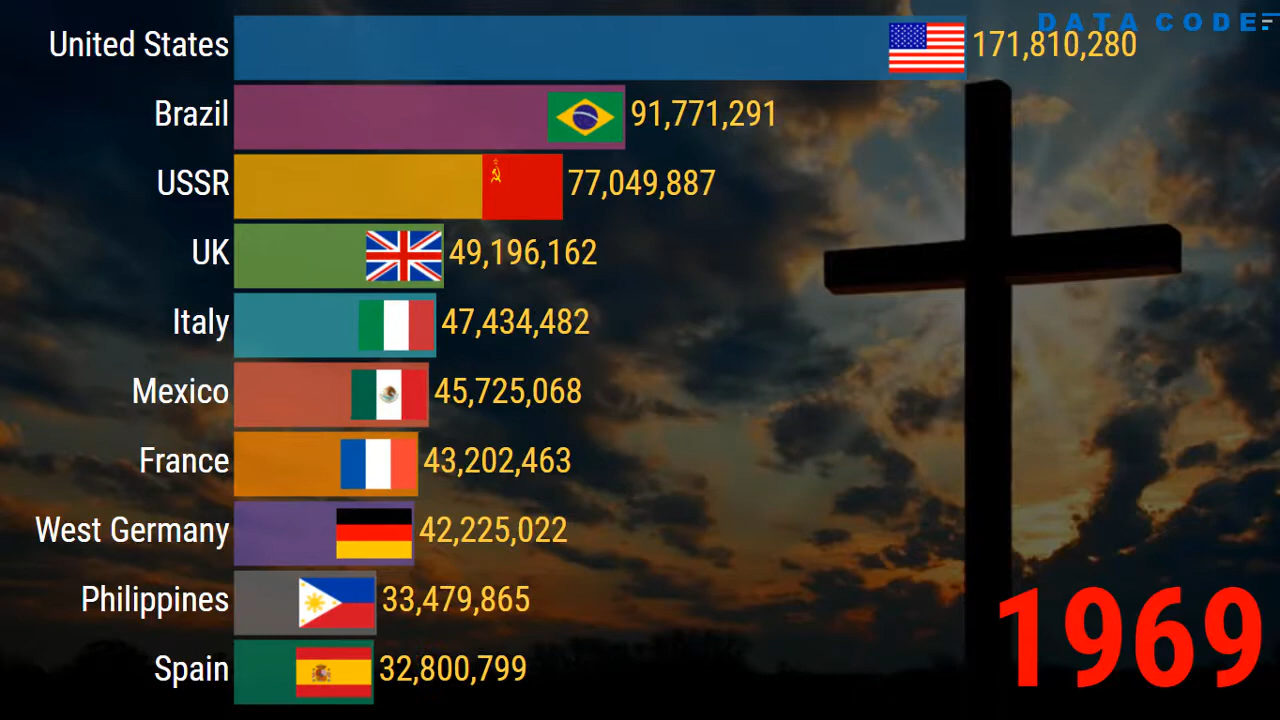 DATA CODE
United States 171,810,280
Brazil 91,771,291
USSR 77,049,887
UK 49,196,162
Italy 47,434,482
Mexico 45,725,068
France 43,202,463
West Germany 42,225,022
Philippines 33,479,865
Spain 32,800,799
1969